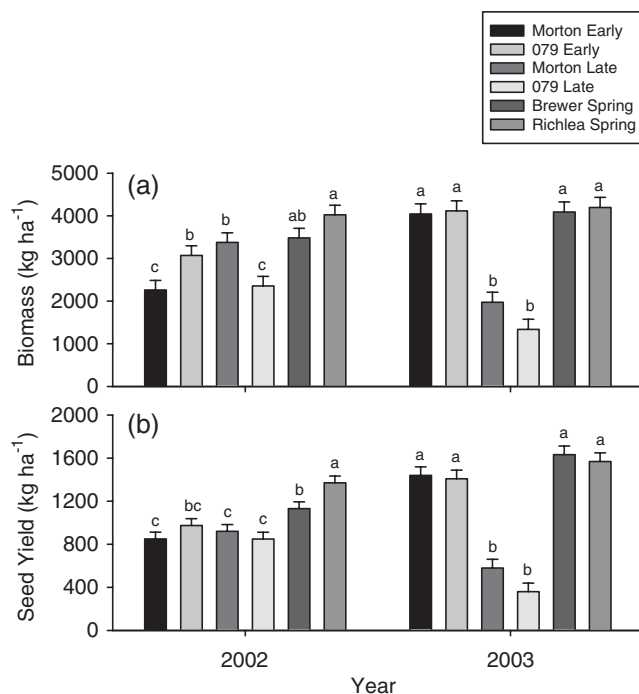 Morton Early
079 Early
Morton Late
079 Late
Brewer Spring
Richlea Spring
(a)
Biomass (kg ha⁻¹)
5000
4000
3000
2000
1000
0
c b b c ab a
a a b b a a
(b)
Seed Yield (kg ha⁻¹)
2000
1600
1200
800
400
0
c bc c c b a
a a b b a a
2002 2003
Year